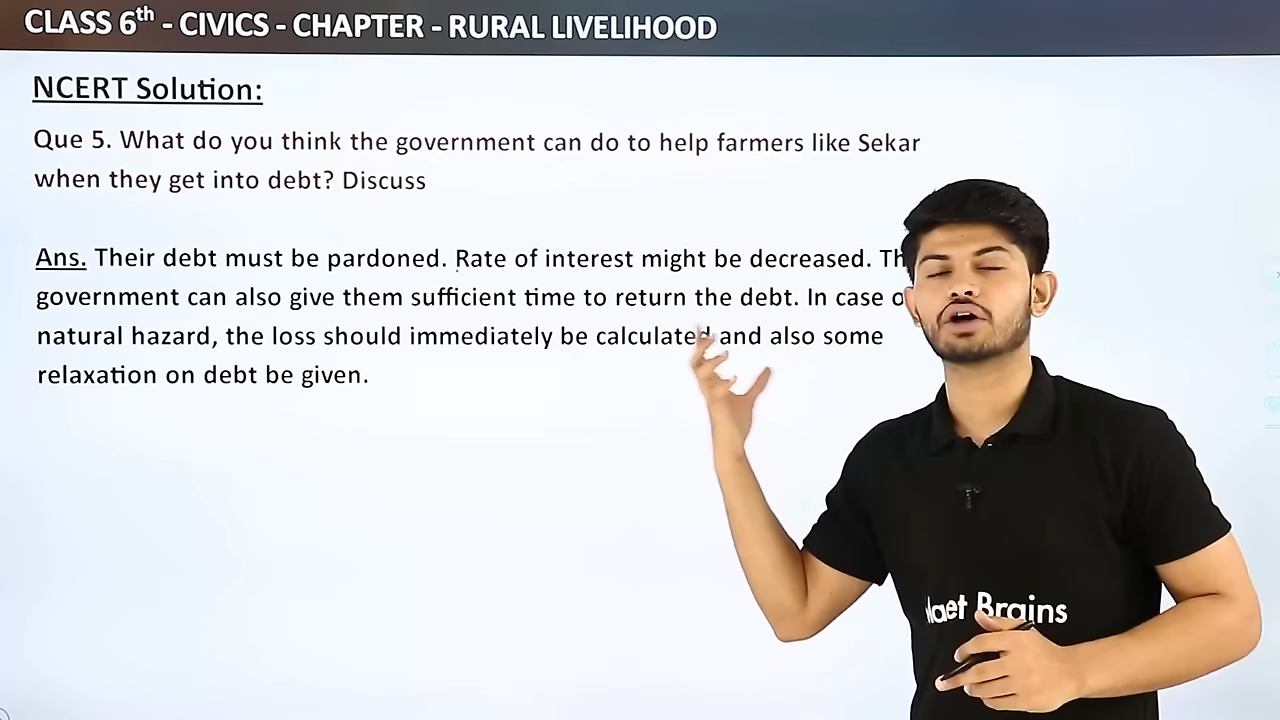 CLASS 6th - CIVICS - CHAPTER - RURAL LIVELIHOOD
NCERT Solution:
Que 5. What do you think the government can do to help farmers like Sekar
when they get into debt? Discuss
Ans. Their debt must be pardoned. Rate of interest might be decreased. Th
government can also give them sufficient time to return the debt. In case o
natural hazard, the loss should immediately be calculated and also some
relaxation on debt be given.
Brains